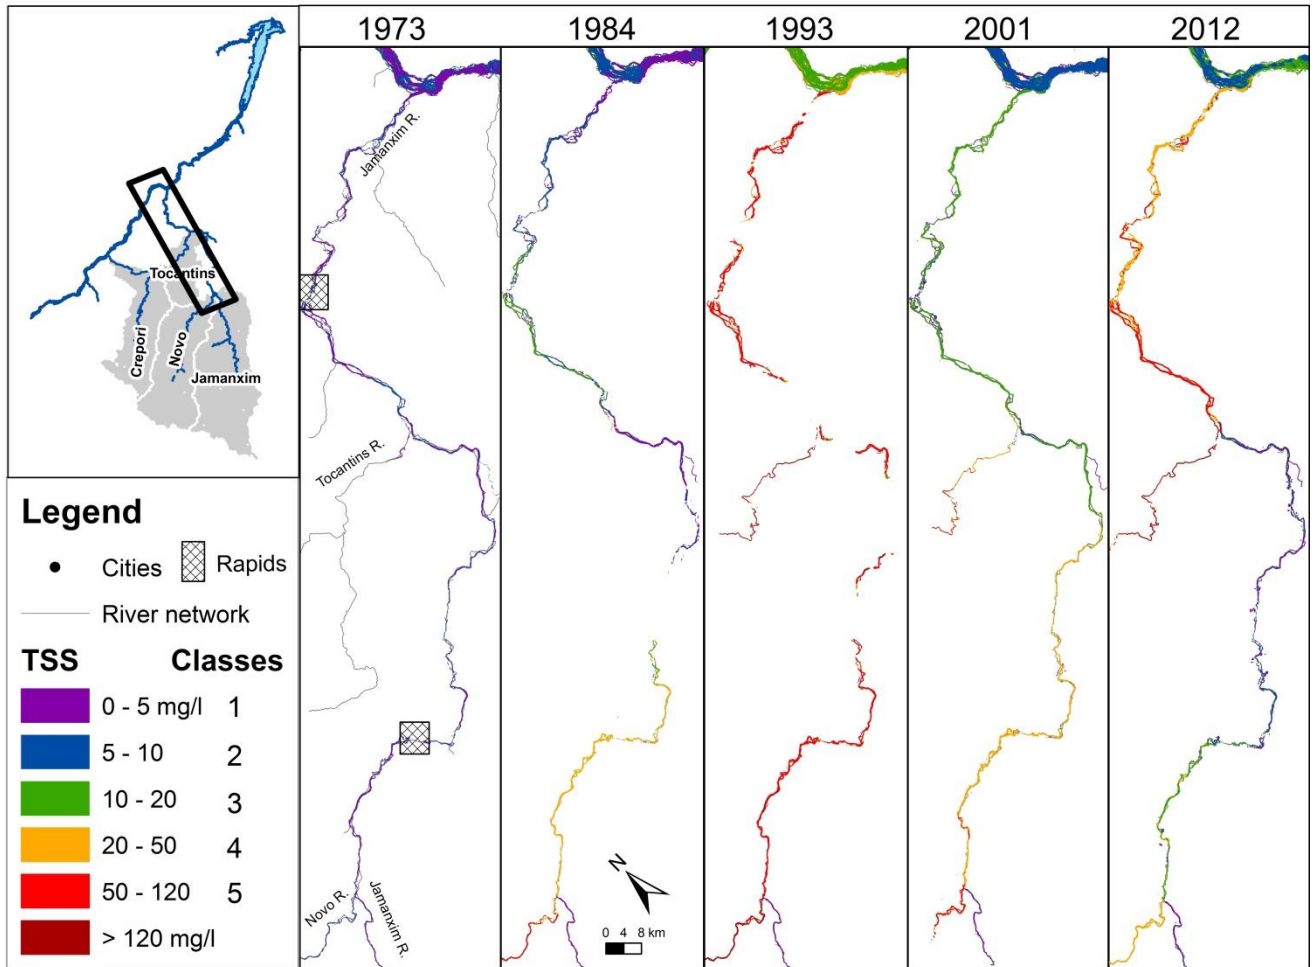 1973
1984
1993
2001
2012
Tocantins
Crepori
Novo
Jamanxim
Jamanxim R.
Tocantins R.
Novo R.
Jamanxim R.
N
0 4 8 km
Legend
Cities
Rapids
River network
TSS Classes
0 - 5 mg/l 1
5 - 10 2
10 - 20 3
20 - 50 4
50 - 120 5
> 120 mg/l